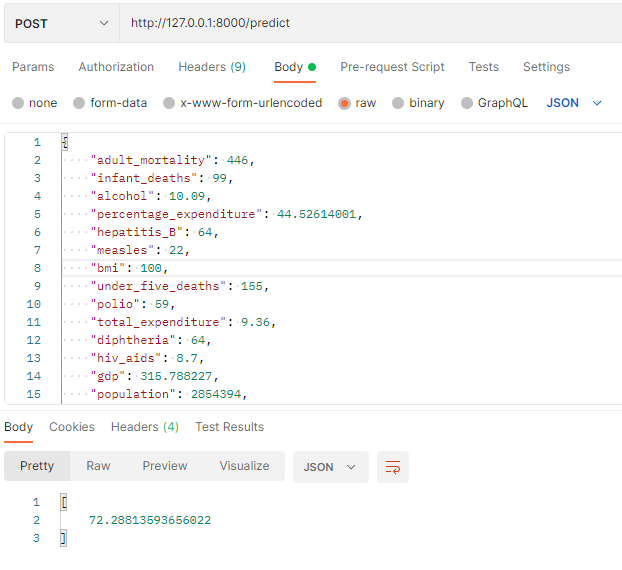 POST http://127.0.0.1:8000/predict
Params Authorization Headers (9) Body Pre-request Script Tests Settings
none form-data x-www-form-urlencoded raw binary GraphQL JSON
1 {
2 "adult_mortality": 446,
3 "infant_deaths": 99,
4 "alcohol": 10.09,
5 "percentage_expenditure": 44.52614001,
6 "hepatitis_B": 64,
7 "measles": 22,
8 "bmi": 100,
9 "under_five_deaths": 155,
10 "polio": 59,
11 "total_expenditure": 9.36,
12 "diphtheria": 64,
13 "hiv_aids": 8.7,
14 "gdp": 315.788227,
15 "population": 2854394,
Body Cookies Headers (4) Test Results
Pretty Raw Preview Visualize JSON
1 [
2 72.28813593656022
3 ]